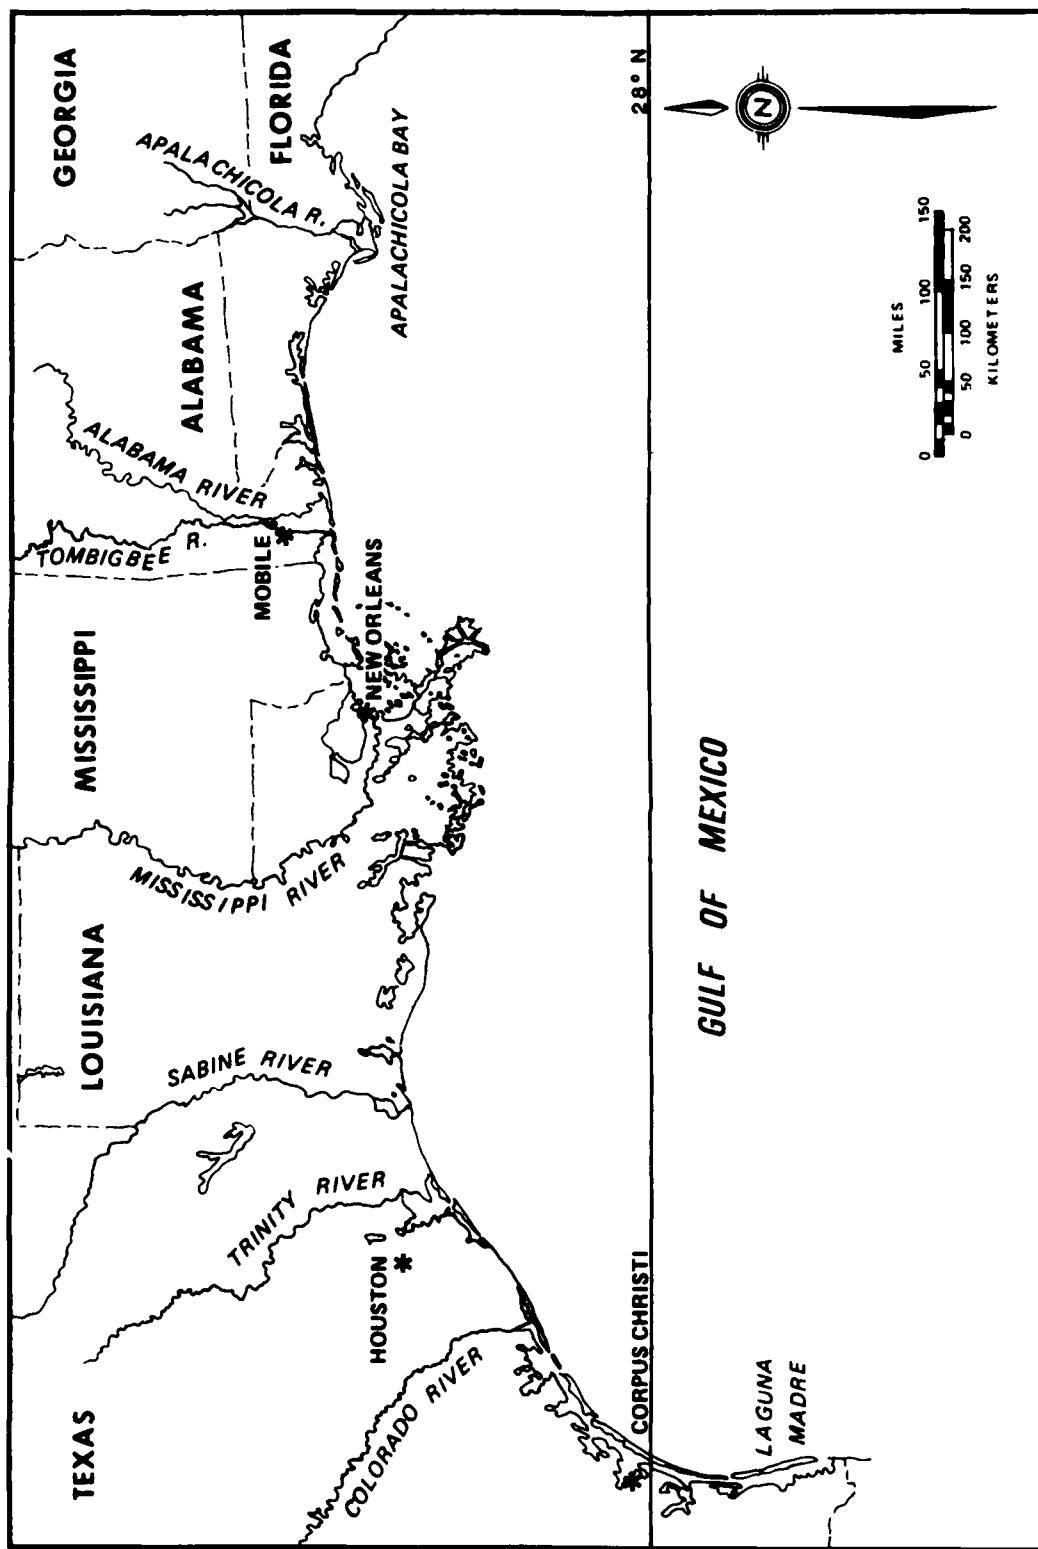 TEXAS
LOUISIANA
MISSISSIPPI
ALABAMA
GEORGIA
FLORIDA
COLORADO RIVER
TRINITY RIVER
SABINE RIVER
MISSISSIPPI RIVER
TOMBIGBEE R.
ALABAMA RIVER
APALACHICOLA R.
HOUSTON
NEW ORLEANS
MOBILE
APALACHICOLA BAY
CORPUS CHRISTI
28° N
LAGUNA
MADRE
GULF OF MEXICO
N
MILES
0 50 100 150
0 50 100 150 200
KILOMETERS